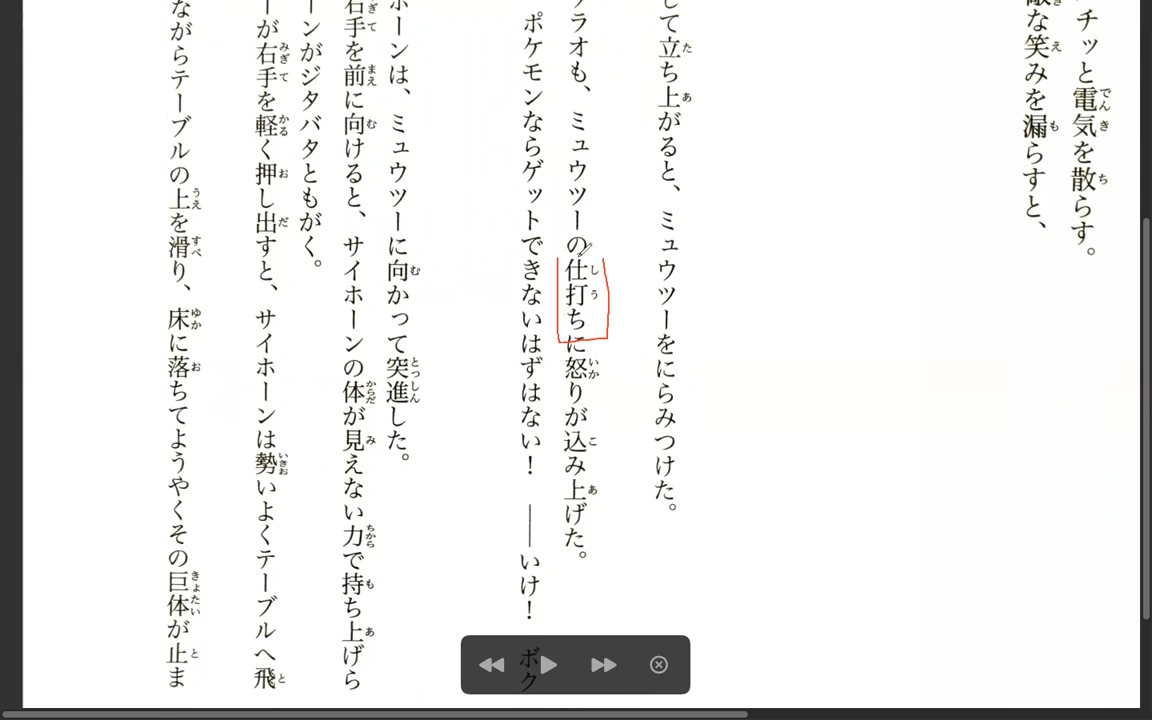 チッと電気を散らす。
敵な笑みを漏らすと、
して立ち上がると、ミュウツーをにらみつけた。
ラオも、ミュウツーの仕打ちに怒りが込み上げた。
ポケモンならゲットできないはずはない！　――いけ！　ボク
ホーンは、ミュウツーに向かって突進した。
右手を前に向けると、サイホーンの体が見えない力で持ち上げら
ーンがジタバタともがく。
ーが右手を軽く押し出すと、サイホーンは勢いよくテーブルへ飛
ながらテーブルの上を滑り、床に落ちてようやくその巨体が止ま